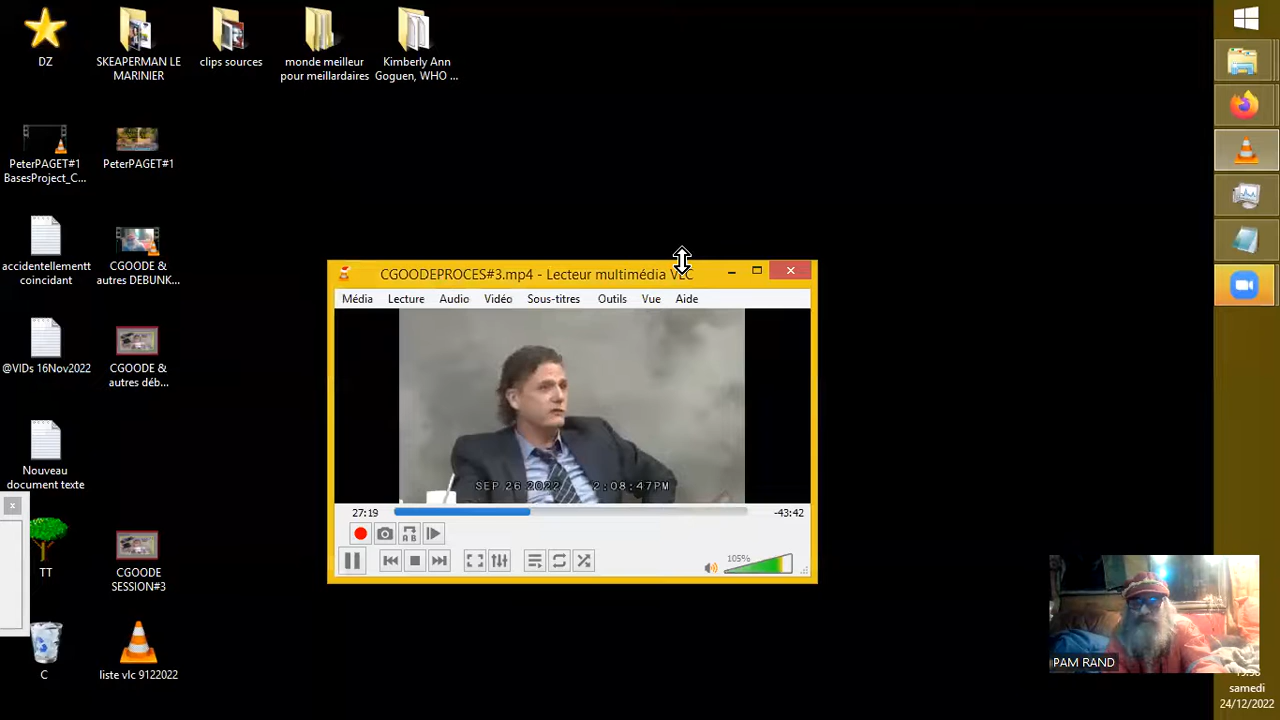 DZ
SKEAPERMAN LE
MARINIER
clips sources
monde meilleur
pour meillardaires
Kimberly Ann
Goguen, WHO ...
PeterPAGET#1
BasesProject_C...
PeterPAGET#1
accidentellementt
coincidant
CGOODE &
autres DEBUNK...
@VIDs 16Nov2022
CGOODE &
autres déb...
Nouveau
document texte
x
TT
CGOODE
SESSION#3
C
liste vlc 9122022
CGOODEPROCES#3.mp4 - Lecteur multimédia VLC
Média Lecture Audio Vidéo Sous-titres Outils Vue Aide
SEP 26 2022 2:08:47PM
27:19
-43:42
A B
105%
PAM RAND
samedi
24/12/2022